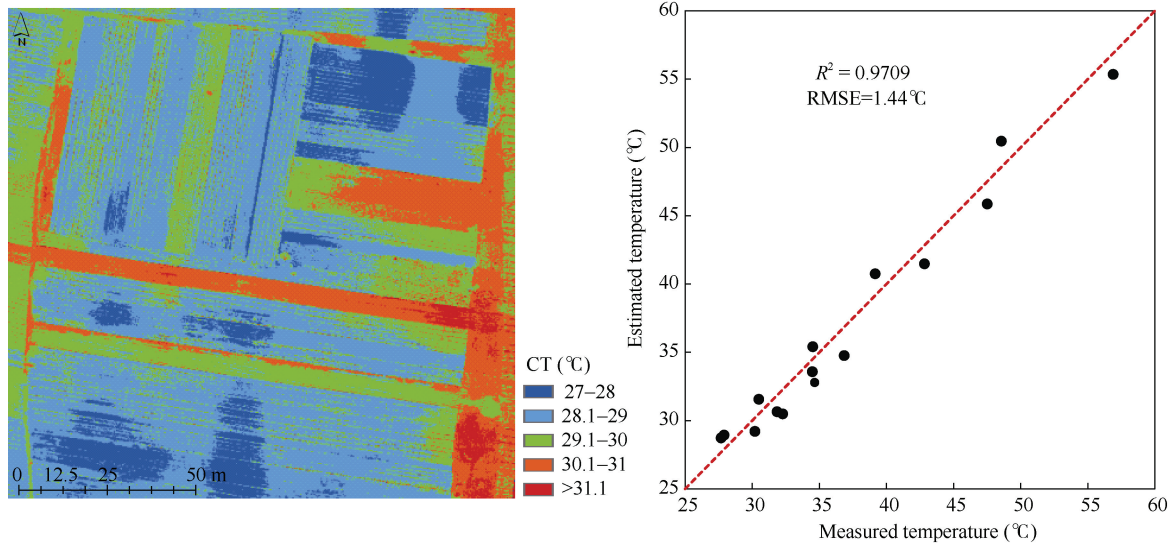 N
CT (℃)
27–28
28.1–29
29.1–30
30.1–31
>31.1
0 12.5 25 50 m
R² = 0.9709
RMSE=1.44℃
Estimated temperature (℃)
60
55
50
45
40
35
30
25
25 30 35 40 45 50 55 60
Measured temperature (℃)